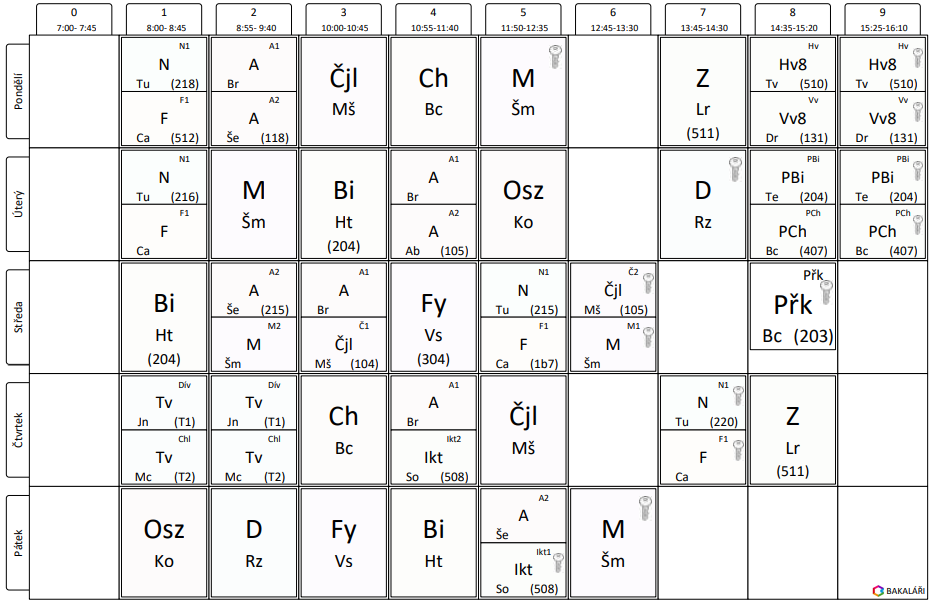 0 1 2 3 4 5 6 7 8 9
7:00- 7:45 8:00- 8:45 8:55- 9:40 10:00-10:45 10:55-11:40 11:50-12:35 12:45-13:30 13:45-14:30 14:35-15:20 15:25-16:10
Pondělí
N1
N
Tu (218)
F1
F
Ca (512)
A1
A
Br
A2
A
Še (118)
Čjl
Mš
Ch
Bc
M
Šm
Z
Lr
(511)
Hv
Hv8
Tv (510)
Vv
Vv8
Dr (131)
Hv
Hv8
Tv (510)
Vv
Vv8
Dr (131)
Úterý
N1
N
Tu (216)
F1
F
Ca
M
Šm
Bi
Ht
(204)
A1
A
Br
A2
A
Ab (105)
Osz
Ko
D
Rz
PBi
PBi
Te (204)
PCh
PCh
Bc (407)
PBi
PBi
Te (204)
PCh
PCh
Bc (407)
Středa
Bi
Ht
(204)
A2
A
Še (215)
M2
M
Šm
A1
A
Br
Č1
Čjl
Mš (104)
Fy
Vs
(304)
N1
N
Tu (215)
F1
F
Ca (1b7)
Č2
Čjl
Mš (105)
M1
M
Šm
Přk
Přk
Bc (203)
Čtvrtek
Dív
Tv
Jn (T1)
Chl
Tv
Mc (T2)
Dív
Tv
Jn (T1)
Chl
Tv
Mc (T2)
Ch
Bc
A1
A
Br
Ikt2
Ikt
So (508)
Čjl
Mš
N1
N
Tu (220)
F1
F
Ca
Z
Lr
(511)
Pátek
Osz
Ko
D
Rz
Fy
Vs
Bi
Ht
A2
A
Še
Ikt1
Ikt
So (508)
M
Šm
BAKALÁŘI